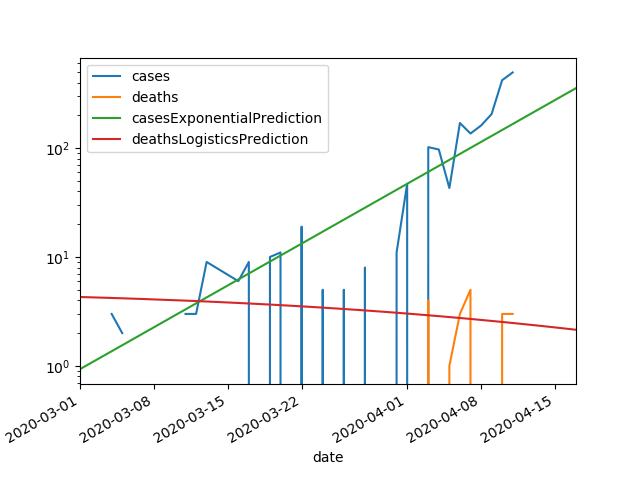 cases
deaths
casesExponentialPrediction
deathsLogisticsPrediction
10²
10¹
10⁰
2020-03-01
2020-03-08
2020-03-15
2020-03-22
2020-04-01
2020-04-08
2020-04-15
date